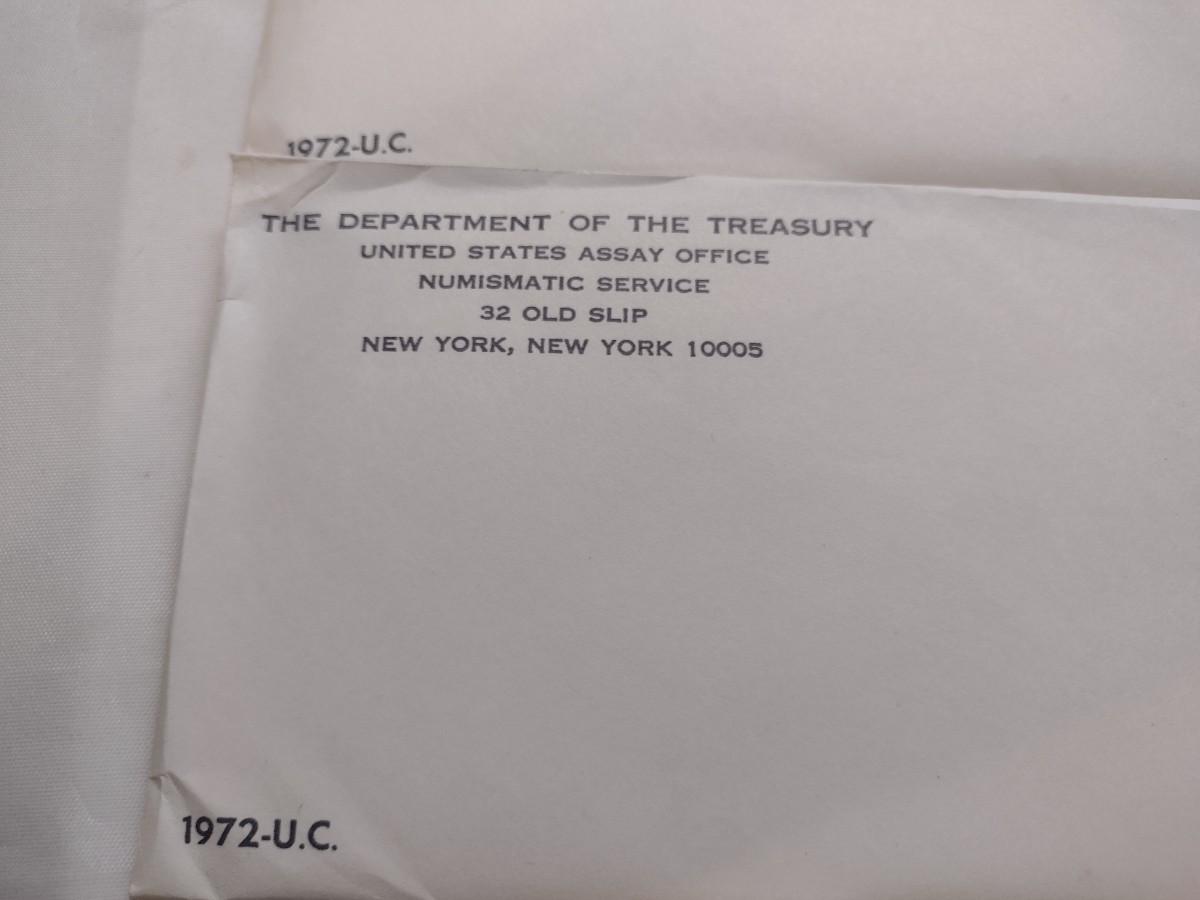 1972-U.C.
THE DEPARTMENT OF THE TREASURY
UNITED STATES ASSAY OFFICE
NUMISMATIC SERVICE
32 OLD SLIP
NEW YORK, NEW YORK 10005
1972-U.C.